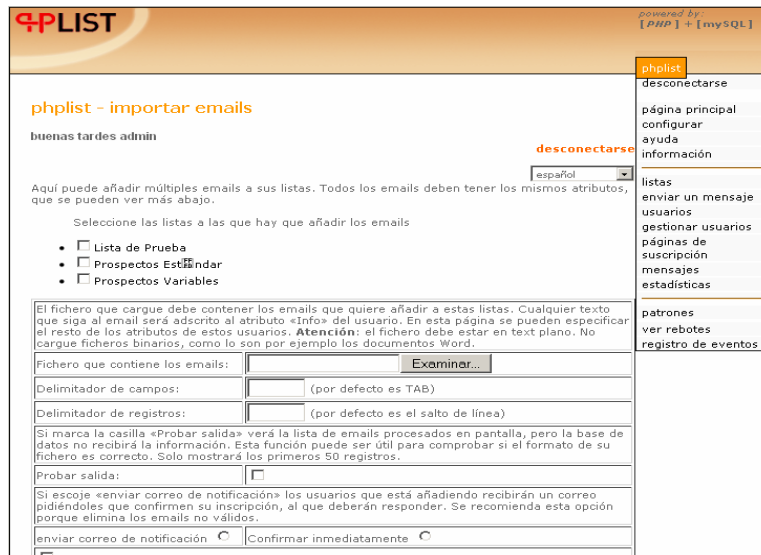 PHPLIST
powered by:
[PHP] + [mySQL]
phplist
desconectarse
página principal
configurar
ayuda
información
listas
enviar un mensaje
usuarios
gestionar usuarios
páginas de
suscripción
mensajes
estadísticas
patrones
ver rebotes
registro de eventos
phplist - importar emails
buenas tardes admin
desconectarse
español
Aquí puede añadir múltiples emails a sus listas. Todos los emails deben tener los mismos atributos,
que se pueden ver más abajo.
Seleccione las listas a las que hay que añadir los emails
Lista de Prueba
Prospectos Est ndar
Prospectos Variables
El fichero que cargue debe contener los emails que quiere añadir a estas listas. Cualquier texto
que siga al email será adscrito al atributo «Info» del usuario. En esta página se pueden especificar
el resto de los atributos de estos usuarios. Atención: el fichero debe estar en text plano. No
cargue ficheros binarios, como lo son por ejemplo los documentos Word.
Fichero que contiene los emails: Examinar...
Delimitador de campos: (por defecto es TAB)
Delimitador de registros: (por defecto es el salto de línea)
Si marca la casilla «Probar salida» verá la lista de emails procesados en pantalla, pero la base de
datos no recibirá la información. Esta función puede ser útil para comprobar si el formato de su
fichero es correcto. Solo mostrará los primeros 50 registros.
Probar salida:
Si escoje «enviar correo de notificación» los usuarios que está añadiendo recibirán un correo
pidiéndoles que confirmen su inscripción, al que deberán responder. Se recomienda esta opción
porque elimina los emails no válidos.
enviar correo de notificación Confirmar inmediatamente